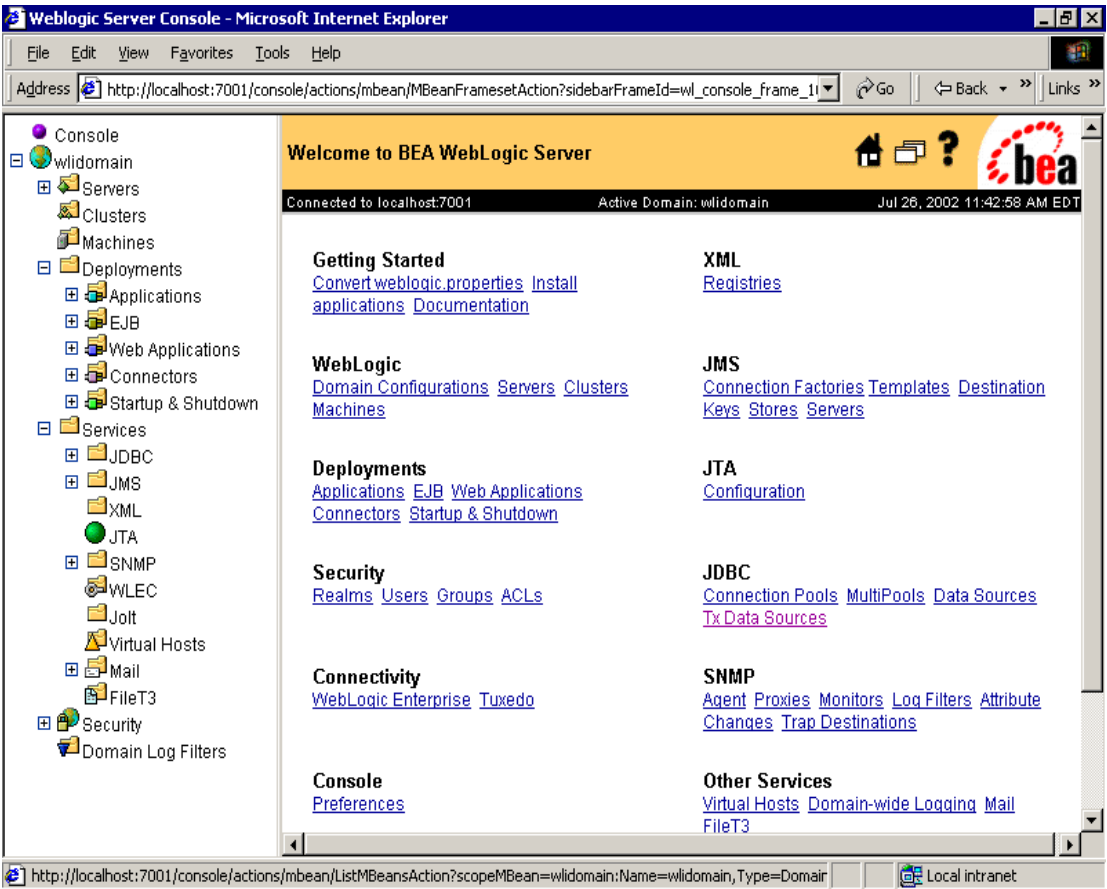 Weblogic Server Console - Microsoft Internet Explorer
File Edit View Favorites Tools Help
Address http://localhost:7001/console/actions/mbean/MBeanFramesetAction?sidebarFrameId=wl_console_frame_1 Go Back » Links »
Console
wlidomain
Servers
Clusters
Machines
Deployments
Applications
EJB
Web Applications
Connectors
Startup & Shutdown
Services
JDBC
JMS
XML
JTA
SNMP
WLEC
Jolt
Virtual Hosts
Mail
FileT3
Security
Domain Log Filters
Welcome to BEA WebLogic Server
? bea
Connected to localhost:7001 Active Domain: wlidomain Jul 26, 2002 11:42:58 AM EDT
Getting Started
Convert weblogic.properties Install
applications Documentation
WebLogic
Domain Configurations Servers Clusters
Machines
Deployments
Applications EJB Web Applications
Connectors Startup & Shutdown
Security
Realms Users Groups ACLs
Connectivity
WebLogic Enterprise Tuxedo
Console
Preferences
XML
Registries
JMS
Connection Factories Templates Destination
Keys Stores Servers
JTA
Configuration
JDBC
Connection Pools MultiPools Data Sources
Tx Data Sources
SNMP
Agent Proxies Monitors Log Filters Attribute
Changes Trap Destinations
Other Services
Virtual Hosts Domain-wide Logging Mail
FileT3
http://localhost:7001/console/actions/mbean/ListMBeansAction?scopeMBean=wlidomain:Name=wlidomain,Type=Domair Local intranet